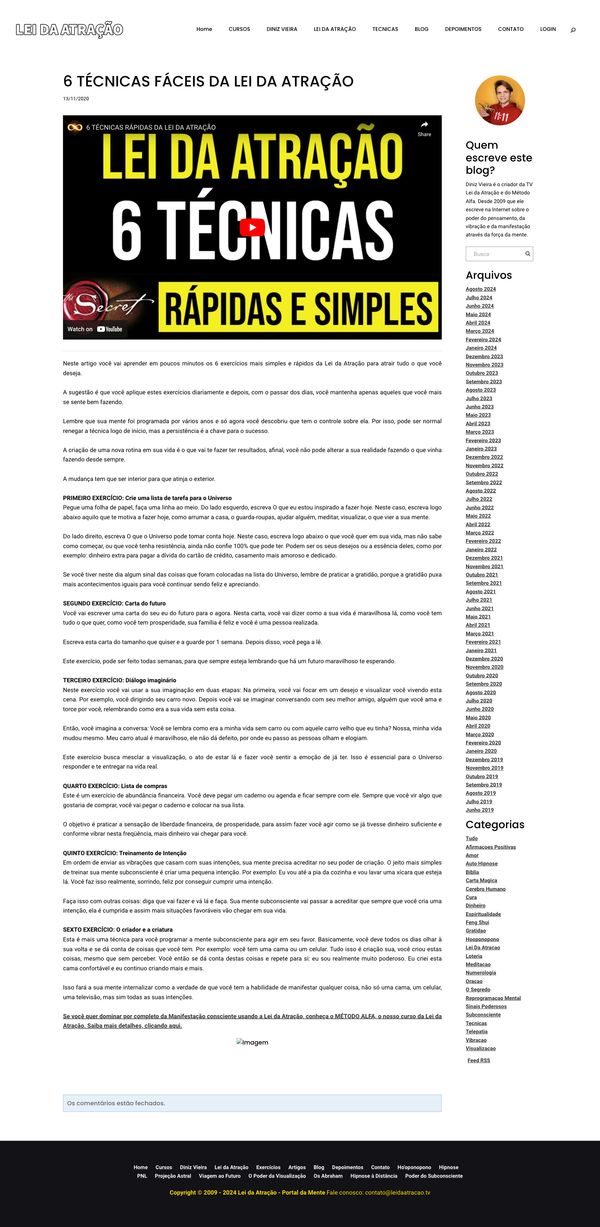 LEI DA ATRAÇÃO
Home CURSOS DINIZ VIEIRA LEI DA ATRAÇÃO TECNICAS BLOG DEPOIMENTOS CONTATO LOGIN
6 TÉCNICAS FÁCEIS DA LEI DA ATRAÇÃO
13/11/2020
6 TÉCNICAS RÁPIDAS DA LEI DA ATRAÇÃO
Share
LEI DA ATRAÇÃO
6 TÉCNICAS
The Secret
RÁPIDAS E SIMPLES
Watch on YouTube
Neste artigo você vai aprender em poucos minutos os 6 exercícios mais simples e rápidos da Lei da Atração para atrair tudo o que você
deseja.
A sugestão é que você aplique estes exercícios diariamente e depois, com o passar dos dias, você mantenha apenas aqueles que você mais
se sente bem fazendo.
Lembre que sua mente foi programada por vários anos e só agora você descobriu que tem o controle sobre ela. Por isso, pode ser normal
renegar a técnica logo de início, mas a persistência é a chave para o sucesso.
A criação de uma nova rotina em sua vida é o que vai te fazer ter resultados, afinal, você não pode alterar a sua realidade fazendo o que vinha
fazendo desde sempre.
A mudança tem que ser interior para que atinja o exterior.
PRIMEIRO EXERCÍCIO: Crie uma lista de tarefa para o Universo
Pegue uma folha de papel, faça uma linha ao meio. Do lado esquerdo, escreva O que eu estou inspirado a fazer hoje. Neste caso, escreva logo
abaixo aquilo que te motiva a fazer hoje, como arrumar a casa, o guarda-roupas, ajudar alguém, meditar, visualizar, o que vier a sua mente.
Do lado direito, escreva O que o Universo pode tomar conta hoje. Neste caso, escreva logo abaixo o que você quer em sua vida, mas não sabe
como começar, ou que você tenha resistência, ainda não confie 100% que pode ter. Podem ser os seus desejos ou a essência deles, como por
exemplo: dinheiro extra para pagar a dívida do cartão de crédito, casamento mais amoroso e dedicado.
Se você tiver neste dia algum sinal das coisas que foram colocadas na lista do Universo, lembre de praticar a gratidão, porque a gratidão puxa
mais acontecimentos iguais para você continuar sendo feliz e apreciando.
SEGUNDO EXERCÍCIO: Carta do futuro
Você vai escrever uma carta do seu eu do futuro para o agora. Nesta carta, você vai dizer como a sua vida é maravilhosa lá, como você tem
tudo o que quer, como você tem prosperidade, sua família é feliz e você é uma pessoa realizada.
Escreva esta carta do tamanho que quiser e a guarde por 1 semana. Depois disso, você pega a lê.
Este exercício, pode ser feito todas semanas, para que sempre esteja lembrando que há um futuro maravilhoso te esperando.
TERCEIRO EXERCÍCIO: Diálogo imaginário
Neste exercício você vai usar a sua imaginação em duas etapas: Na primeira, você vai focar em um desejo e visualizar você vivendo esta
cena. Por exemplo, você dirigindo seu carro novo. Depois você vai se imaginar conversando com seu melhor amigo, alguém que você ama e
torce por você, relembrando como era a sua vida sem esta coisa.
Então, você imagina a conversa: Você se lembra como era a minha vida sem carro ou com aquele carro velho que eu tinha? Nossa, minha vida
mudou mesmo. Meu carro atual é maravilhoso, ele não dá defeito, por onde eu passo as pessoas olham e elogiam.
Este exercício busca mesclar a visualização, o ato de estar lá e fazer você sentir a emoção de já ter. Isso é essencial para o Universo
responder e te entregar na vida real.
QUARTO EXERCÍCIO: Lista de compras
Este é um exercício de abundância financeira. Você deve pegar um caderno ou agenda e ficar sempre com ele. Sempre que você vir algo que
gostaria de comprar, você vai pegar o caderno e colocar na sua lista.
O objetivo é praticar a sensação de liberdade financeira, de prosperidade, para assim fazer você agir como se já tivesse dinheiro suficiente e
conforme vibrar nesta freqüência, mais dinheiro vai chegar para você.
QUINTO EXERCÍCIO: Treinamento de Intenção
Em ordem de enviar as vibrações que casam com suas intenções, sua mente precisa acreditar no seu poder de criação. O jeito mais simples
de treinar sua mente subconsciente é criar uma pequena intenção. Por exemplo: Eu vou até a pia da cozinha e vou lavar uma xícara que esteja
lá. Você faz isso realmente, sorrindo, feliz por conseguir cumprir uma intenção.
Faça isso com outras coisas: diga que vai fazer e vá lá e faça. Sua mente subconsciente vai passar a acreditar que sempre que você cria uma
intenção, ela é cumprida e assim mais situações favoráveis vão chegar em sua vida.
SEXTO EXERCÍCIO: O criador e a criatura
Esta é mais uma técnica para você programar a mente subconsciente para agir em seu favor. Basicamente, você deve todos os dias olhar à
sua volta e se dá conta de coisas que você tem. Por exemplo: você tem uma cama ou um celular. Tudo isso é criação sua, você criou estas
coisas, mesmo que sem perceber. Você então se dá conta destas coisas e repete para si: eu sou realmente muito poderoso. Eu criei esta
cama confortável e eu continuo criando mais e mais.
Isso fará a sua mente internalizar como a verdade de que você tem a habilidade de manifestar qualquer coisa, não só uma cama, um celular,
uma televisão, mas sim todas as suas intenções.
Se você quer dominar por completo da Manifestação consciente usando a Lei da Atração, conheça o MÉTODO ALFA, o nosso curso da Lei da
Atração. Saiba mais detalhes, clicando aqui.
imagem
Os comentários estão fechados.
11:11
Quem
escreve este
blog?
Diniz Vieira é o criador da TV
Lei da Atração e do Método
Alfa. Desde 2009 que ele
escreve na Internet sobre o
poder do pensamento, da
vibração e da manifestação
através da força da mente.
Busca
Arquivos
Agosto 2024
Julho 2024
Junho 2024
Maio 2024
Abril 2024
Março 2024
Fevereiro 2024
Janeiro 2024
Dezembro 2023
Novembro 2023
Outubro 2023
Setembro 2023
Agosto 2023
Julho 2023
Junho 2023
Maio 2023
Abril 2023
Março 2023
Fevereiro 2023
Janeiro 2023
Dezembro 2022
Novembro 2022
Outubro 2022
Setembro 2022
Agosto 2022
Julho 2022
Junho 2022
Maio 2022
Abril 2022
Março 2022
Fevereiro 2022
Janeiro 2022
Dezembro 2021
Novembro 2021
Outubro 2021
Setembro 2021
Agosto 2021
Julho 2021
Junho 2021
Maio 2021
Abril 2021
Março 2021
Fevereiro 2021
Janeiro 2021
Dezembro 2020
Novembro 2020
Outubro 2020
Setembro 2020
Agosto 2020
Julho 2020
Junho 2020
Maio 2020
Abril 2020
Março 2020
Fevereiro 2020
Janeiro 2020
Dezembro 2019
Novembro 2019
Outubro 2019
Setembro 2019
Agosto 2019
Julho 2019
Junho 2019
Categorias
Tudo
Afirmacoes Positivas
Amor
Auto Hipnose
Biblia
Carta Magica
Cerebro Humano
Cura
Dinheiro
Espiritualidade
Feng Shui
Gratidao
Hooponopono
Lei Da Atracao
Loteria
Meditacao
Numerologia
Oracao
O Segredo
Reprogramacao Mental
Sinais Poderosos
Subconsciente
Tecnicas
Telepatia
Vibracao
Visualizacao
Feed RSS
Home Cursos Diniz Vieira Lei da Atração Exercícios Artigos Blog Depoimentos Contato Ho'oponopono Hipnose
PNL Projeção Astral Viagem ao Futuro O Poder da Visualização Os Abraham Hipnose à Distância Poder do Subconsciente
Copyright © 2009 - 2024 Lei da Atração - Portal da Mente Fale conosco: contato@leidaatracao.tv